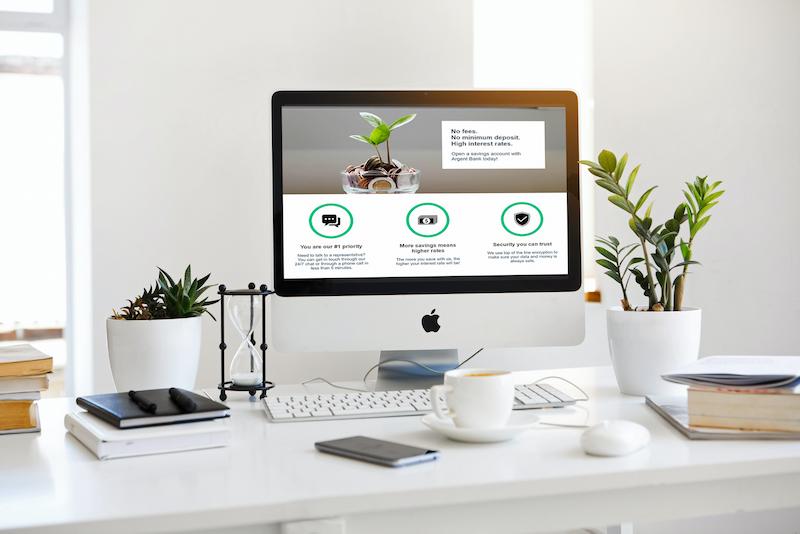 No fees.
No minimum deposit.
High interest rates.
Open a savings account with
Argent Bank today!
You are our #1 priority
Need to talk to a representative?
You can get in touch through our
24/7 chat or through a phone call in
less than 5 minutes.
More savings means
higher rates
The more you save with us, the
higher your interest rate will be!
Security you can trust
We use top of the line encryption to
make sure your data and money is
always safe.